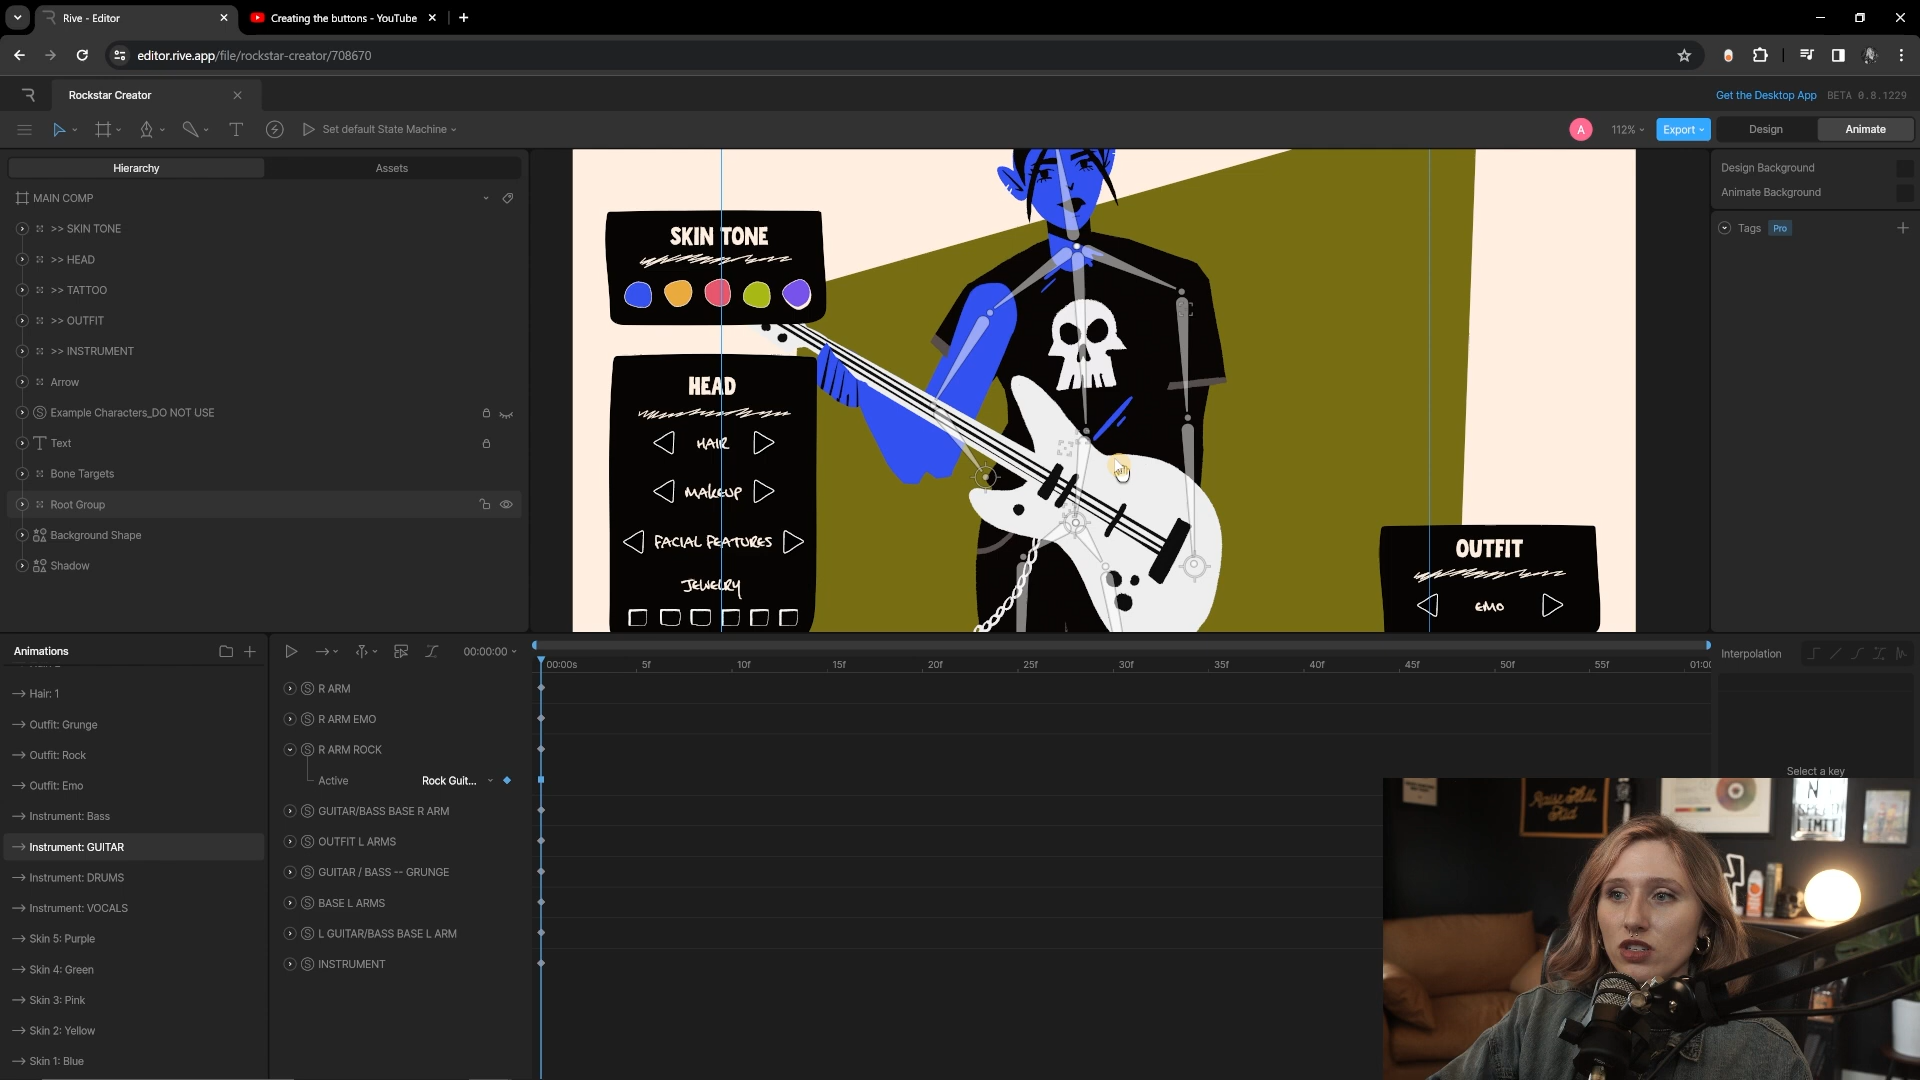 Rive - Editor
Creating the buttons - YouTube
editor.rive.app/file/rockstar-creator/708670
Rockstar Creator
Get the Desktop App
BETA 0.8.1229
Set default State Machine
A
112%
Export
Design
Animate
Hierarchy
Assets
MAIN COMP
>> SKIN TONE
>> HEAD
>> TATTOO
>> OUTFIT
>> INSTRUMENT
Arrow
Example Characters_DO NOT USE
Text
Bone Targets
Root Group
Background Shape
Shadow
SKIN TONE
HEAD
HAIR
MAKEUP
FACIAL FEATURES
JEWELRY
OUTFIT
EMO
Design Background
Animate Background
Tags
Pro
Animations
Hair: 1
Outfit: Grunge
Outfit: Rock
Outfit: Emo
Instrument: Bass
Instrument: GUITAR
Instrument: DRUMS
Instrument: VOCALS
Skin 5: Purple
Skin 4: Green
Skin 3: Pink
Skin 2: Yellow
Skin 1: Blue
00:00:00
00:00s 5f 10f 15f 20f 25f 30f 35f 40f 45f 50f 55f
R ARM
R ARM EMO
R ARM ROCK
Active
Rock Guit...
GUITAR/BASS BASE R ARM
OUTFIT L ARMS
GUITAR / BASS -- GRUNGE
BASE L ARMS
L GUITAR/BASS BASE L ARM
INSTRUMENT
Interpolation
Select a key
SPEED
LIMIT